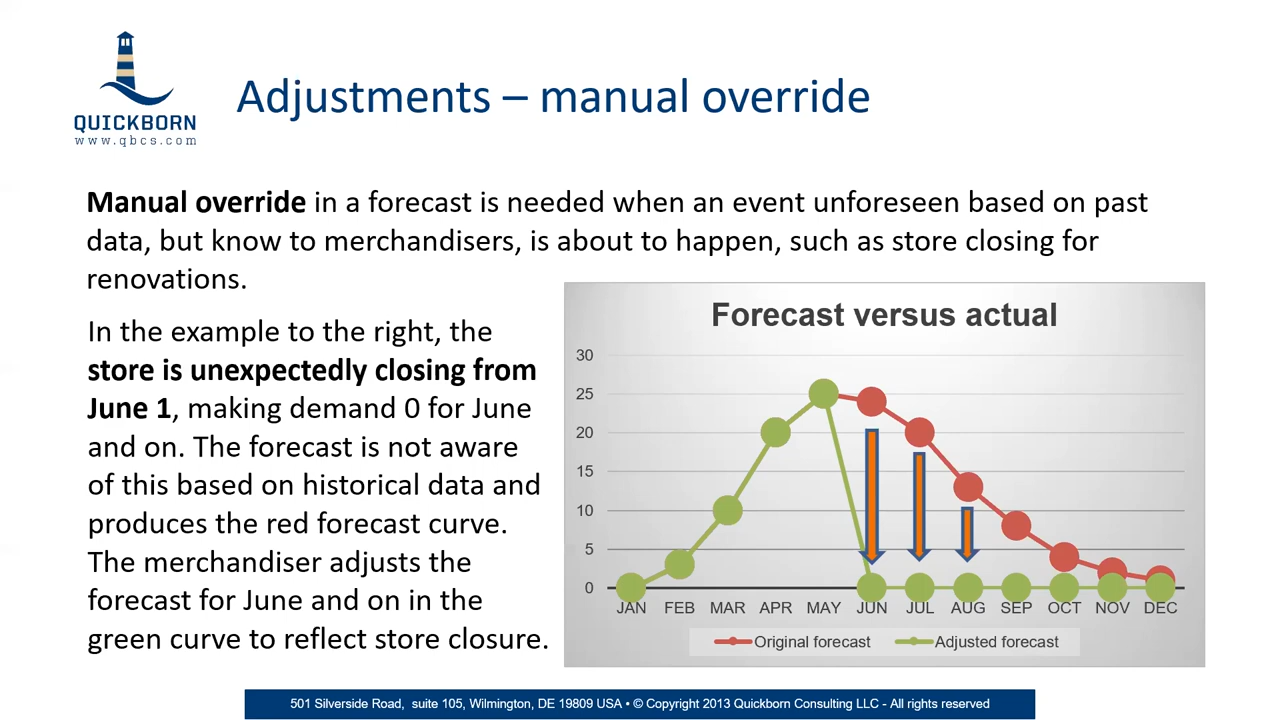 QUICKBORN
www.qbcs.com
Adjustments – manual override
Manual override in a forecast is needed when an event unforeseen based on past
data, but know to merchandisers, is about to happen, such as store closing for
renovations.
In the example to the right, the
store is unexpectedly closing from
June 1, making demand 0 for June
and on. The forecast is not aware
of this based on historical data and
produces the red forecast curve.
The merchandiser adjusts the
forecast for June and on in the
green curve to reflect store closure.
Forecast versus actual
30
25
20
15
10
5
0
JAN FEB MAR APR MAY JUN JUL AUG SEP OCT NOV DEC
Original forecast Adjusted forecast
501 Silverside Road, suite 105, Wilmington, DE 19809 USA • © Copyright 2013 Quickborn Consulting LLC - All rights reserved